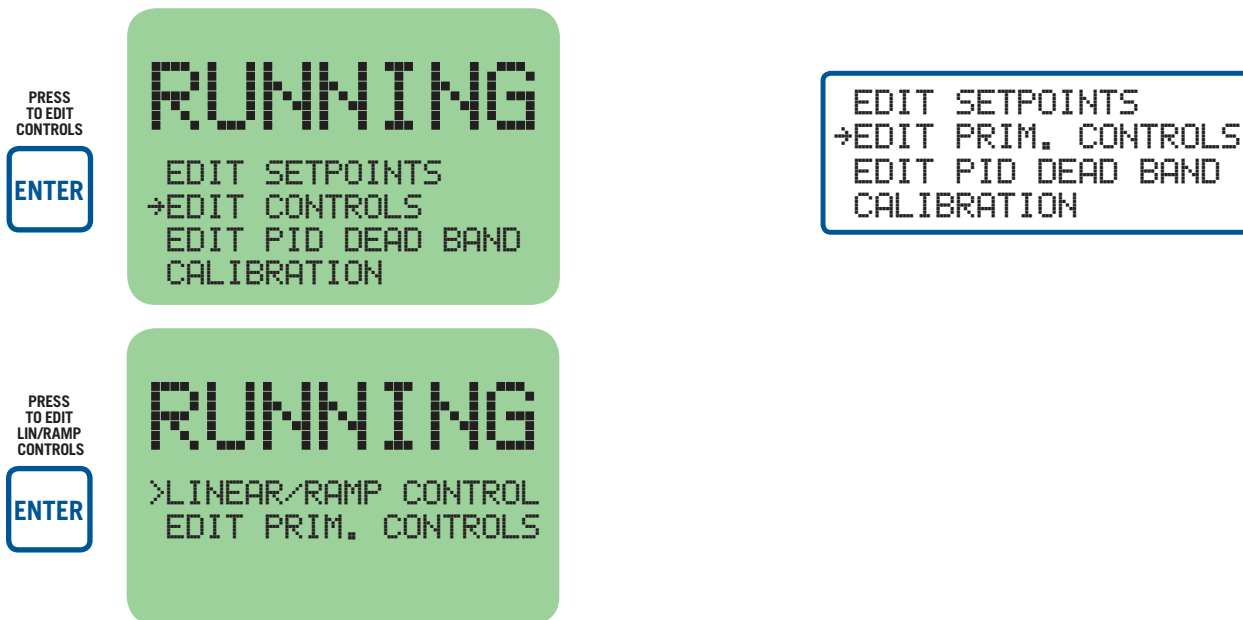 PRESS
TO EDIT
CONTROLS
ENTER
RUNNING
EDIT SETPOINTS
→EDIT CONTROLS
EDIT PID DEAD BAND
CALIBRATION
EDIT SETPOINTS
→EDIT PRIM. CONTROLS
EDIT PID DEAD BAND
CALIBRATION
PRESS
TO EDIT
LIN/RAMP
CONTROLS
ENTER
RUNNING
>LINEAR/RAMP CONTROL
EDIT PRIM. CONTROLS